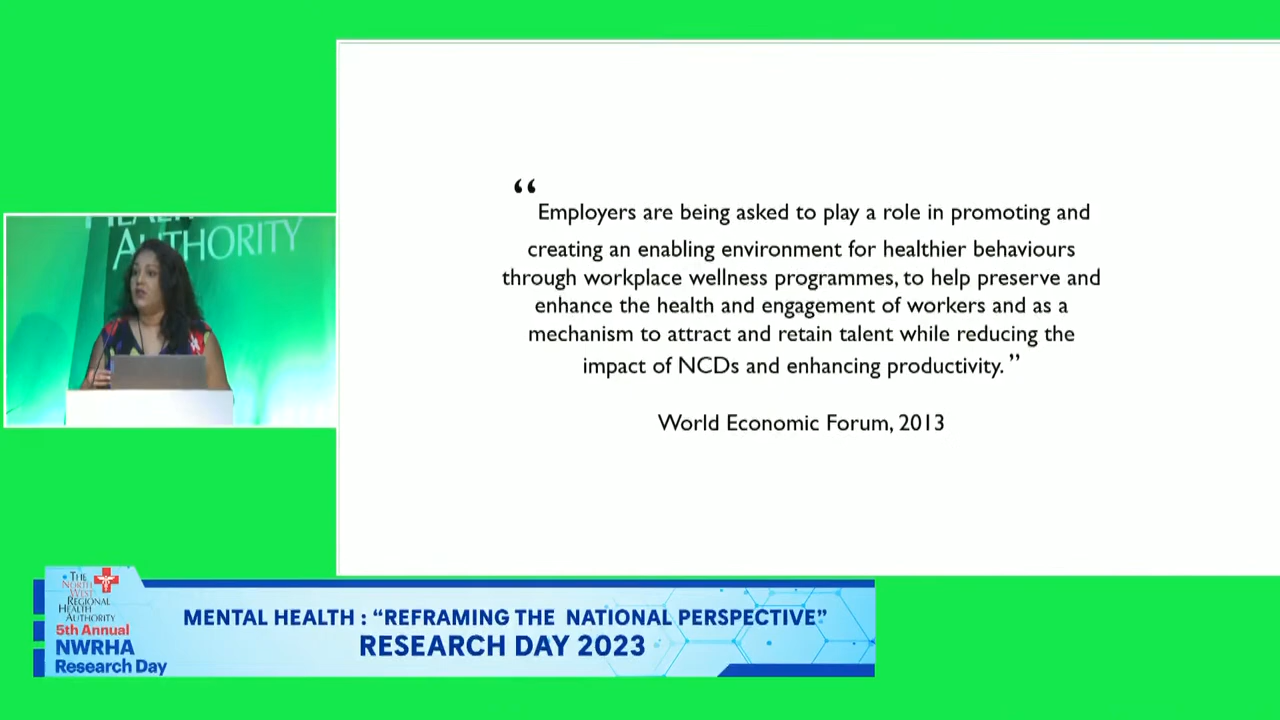 HEALTH
AUTHORITY
“
Employers are being asked to play a role in promoting and
creating an enabling environment for healthier behaviours
through workplace wellness programmes, to help preserve and
enhance the health and engagement of workers and as a
mechanism to attract and retain talent while reducing the
impact of NCDs and enhancing productivity.”
World Economic Forum, 2013
THE
NORTH
WEST
REGIONAL
HEALTH
AUTHORITY
5th Annual
NWRHA
Research Day
MENTAL HEALTH : “REFRAMING THE NATIONAL PERSPECTIVE”
RESEARCH DAY 2023